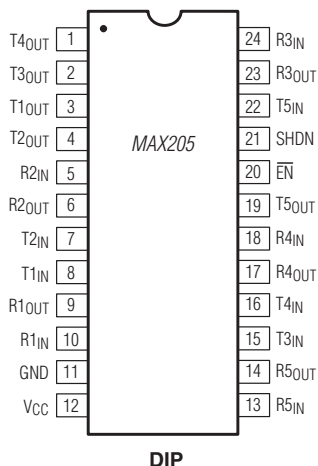 T4OUT 1 24 R3IN
T3OUT 2 23 R3OUT
T1OUT 3 22 T5IN
T2OUT 4 MAX205 21 SHDN
R2IN 5 20 E̅N̅
R2OUT 6 19 T5OUT
T2IN 7 18 R4IN
T1IN 8 17 R4OUT
R1OUT 9 16 T4IN
R1IN 10 15 T3IN
GND 11 14 R5OUT
VCC 12 13 R5IN
DIP